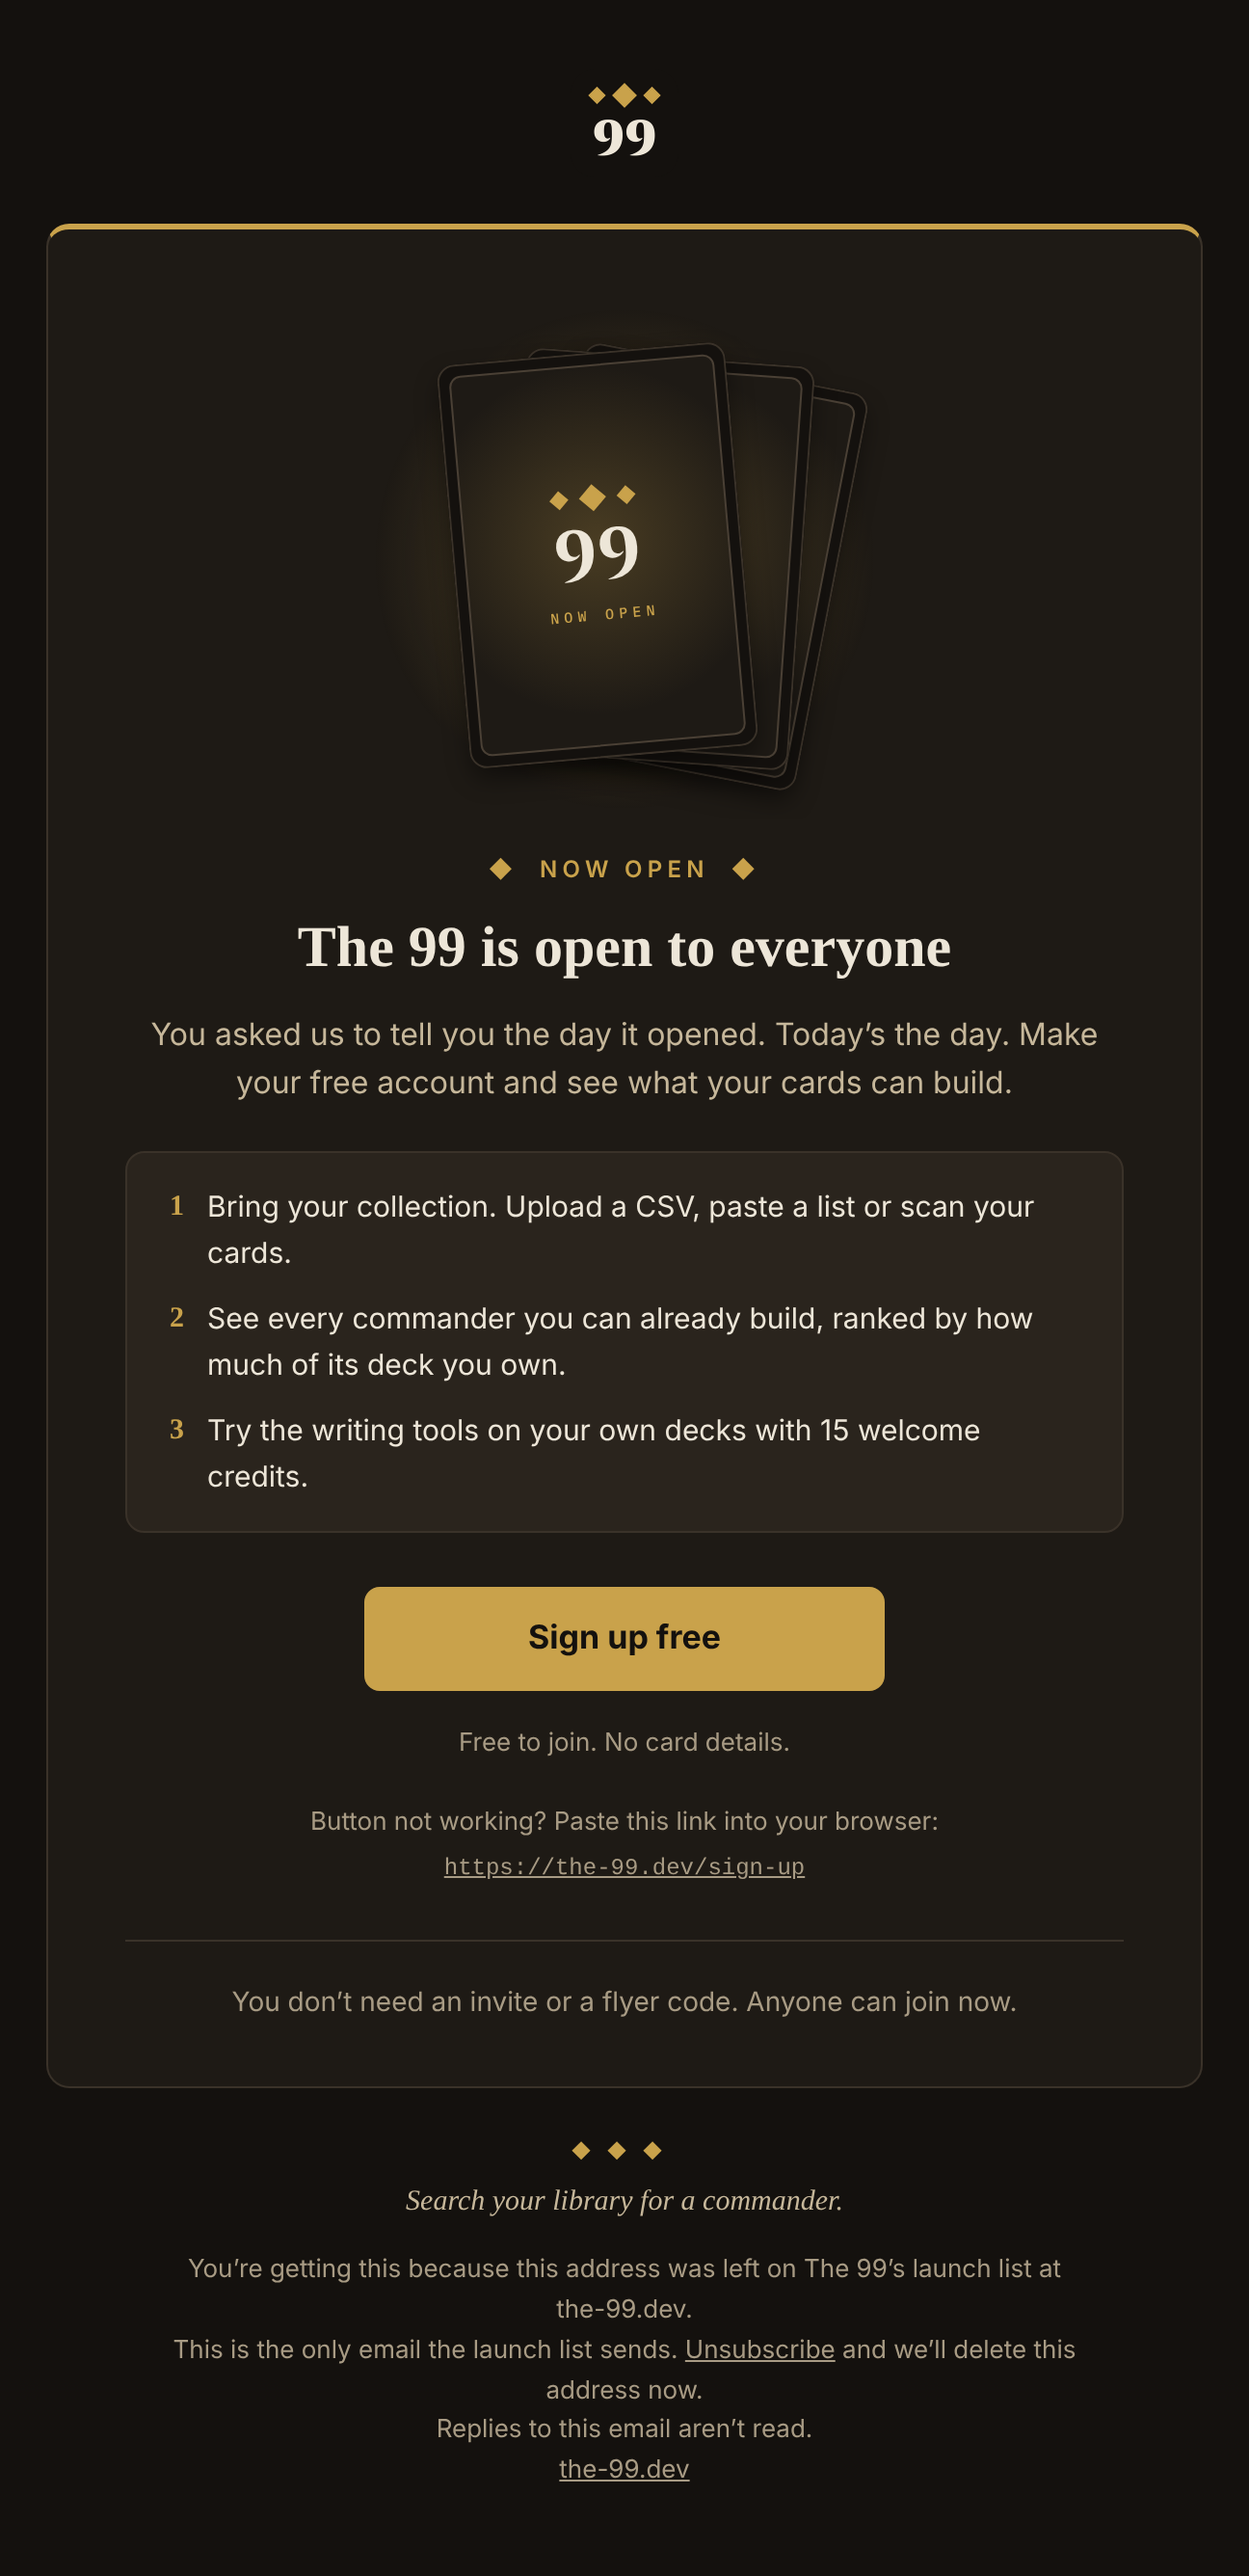 99
99
NOW OPEN
NOW OPEN
The 99 is open to everyone
You asked us to tell you the day it opened. Today’s the day. Make
your free account and see what your cards can build.
1 Bring your collection. Upload a CSV, paste a list or scan your
cards.
2 See every commander you can already build, ranked by how
much of its deck you own.
3 Try the writing tools on your own decks with 15 welcome
credits.
Sign up free
Free to join. No card details.
Button not working? Paste this link into your browser:
https://the-99.dev/sign-up
You don’t need an invite or a flyer code. Anyone can join now.
Search your library for a commander.
You’re getting this because this address was left on The 99’s launch list at
the-99.dev.
This is the only email the launch list sends. Unsubscribe and we’ll delete this
address now.
Replies to this email aren’t read.
the-99.dev